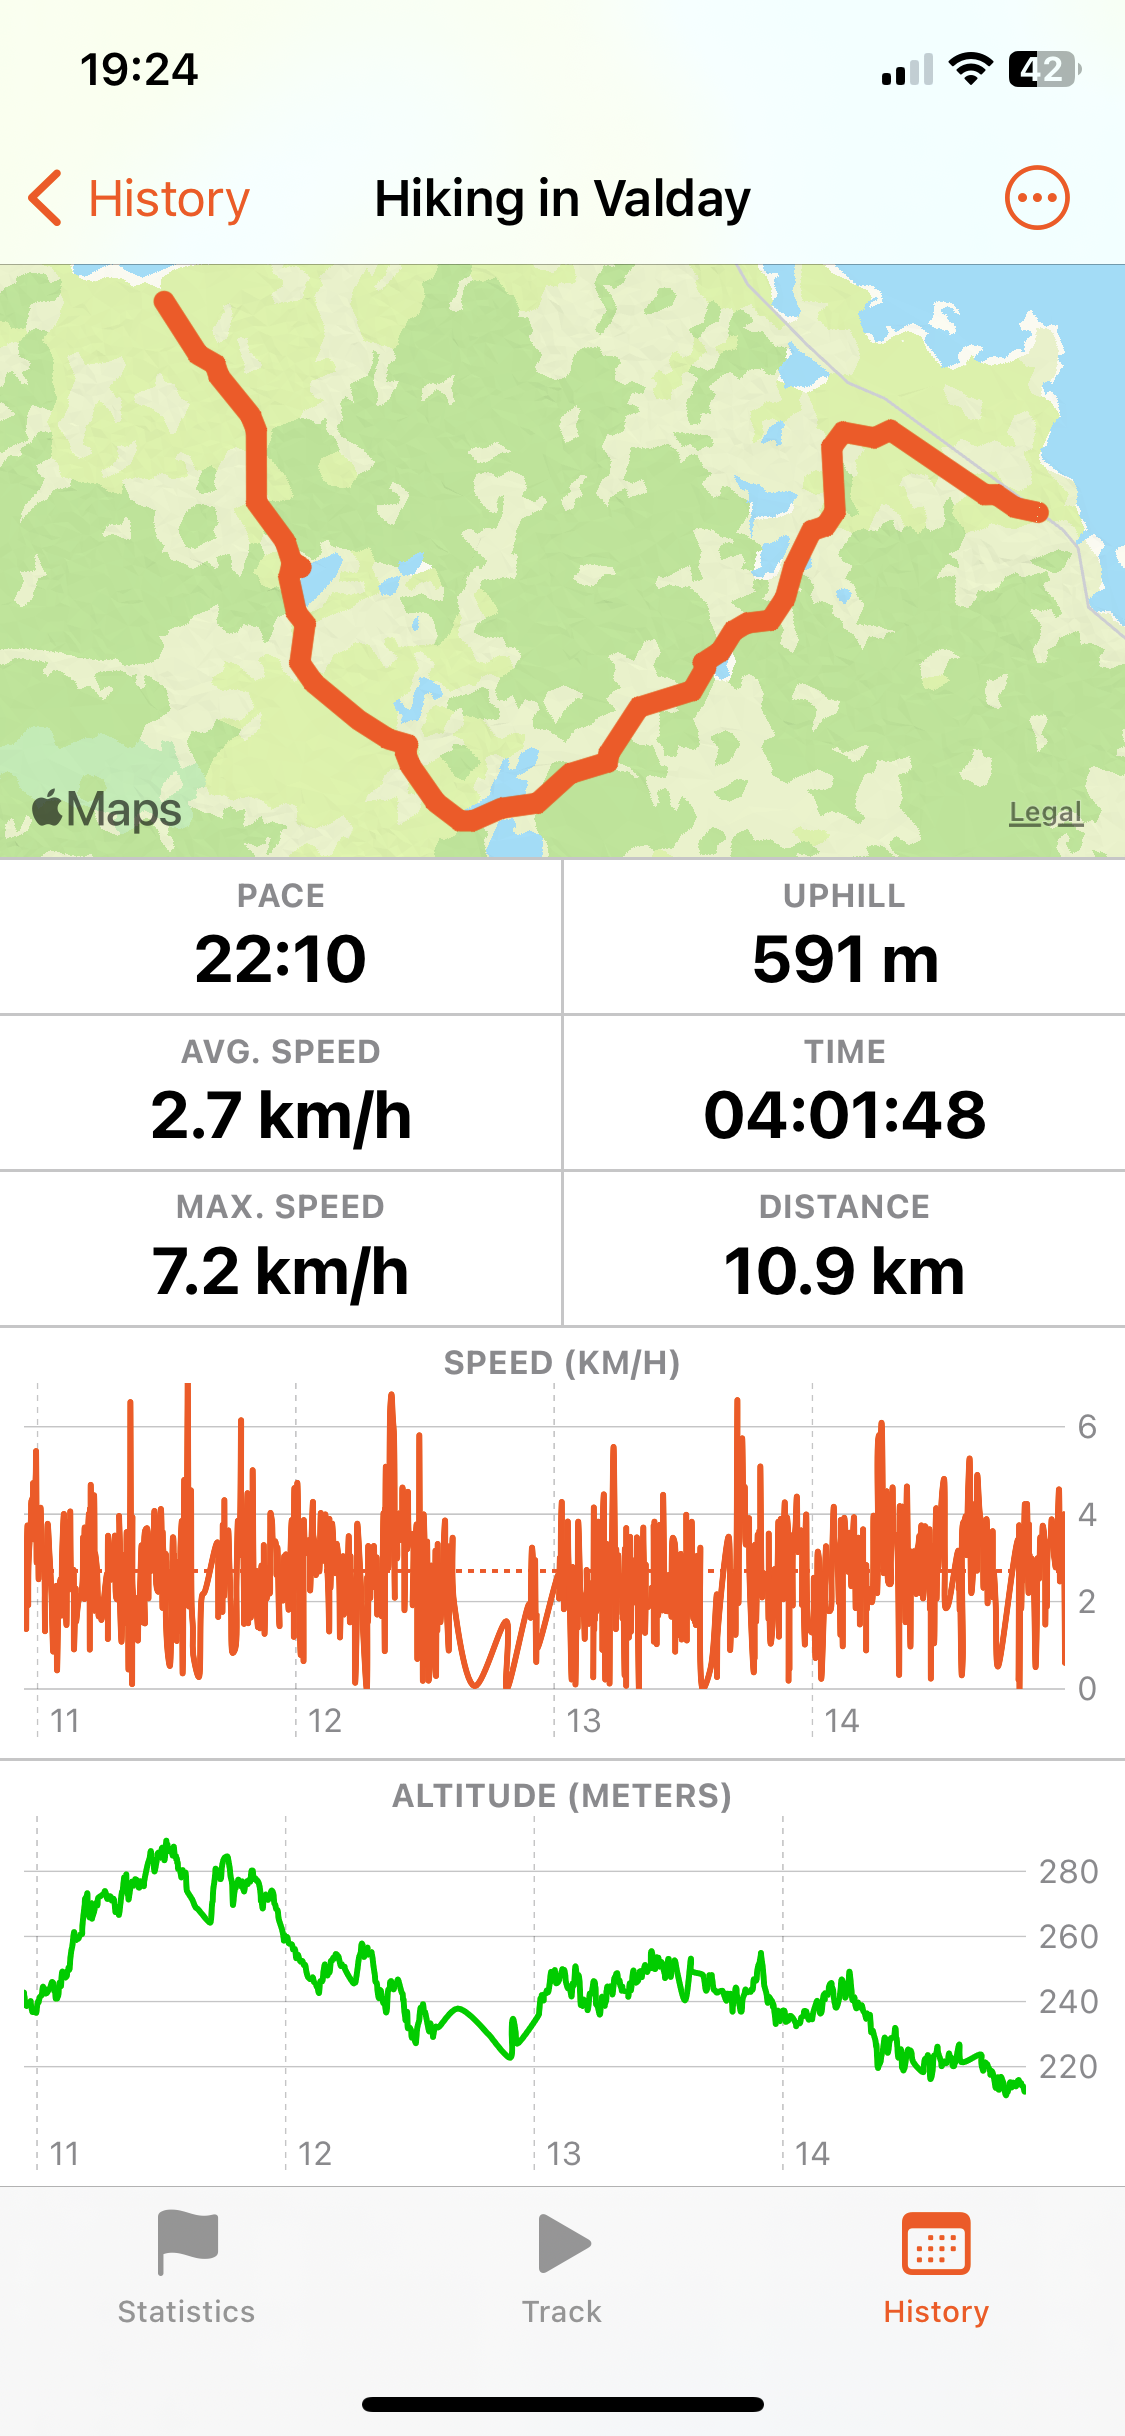 19:24
42
History
Hiking in Valday
Maps
Legal
PACE
22:10
UPHILL
591 m
AVG. SPEED
2.7 km/h
TIME
04:01:48
MAX. SPEED
7.2 km/h
DISTANCE
10.9 km
SPEED (KM/H)
6
4
2
0
11 12 13 14
ALTITUDE (METERS)
280
260
240
220
11 12 13 14
Statistics
Track
History